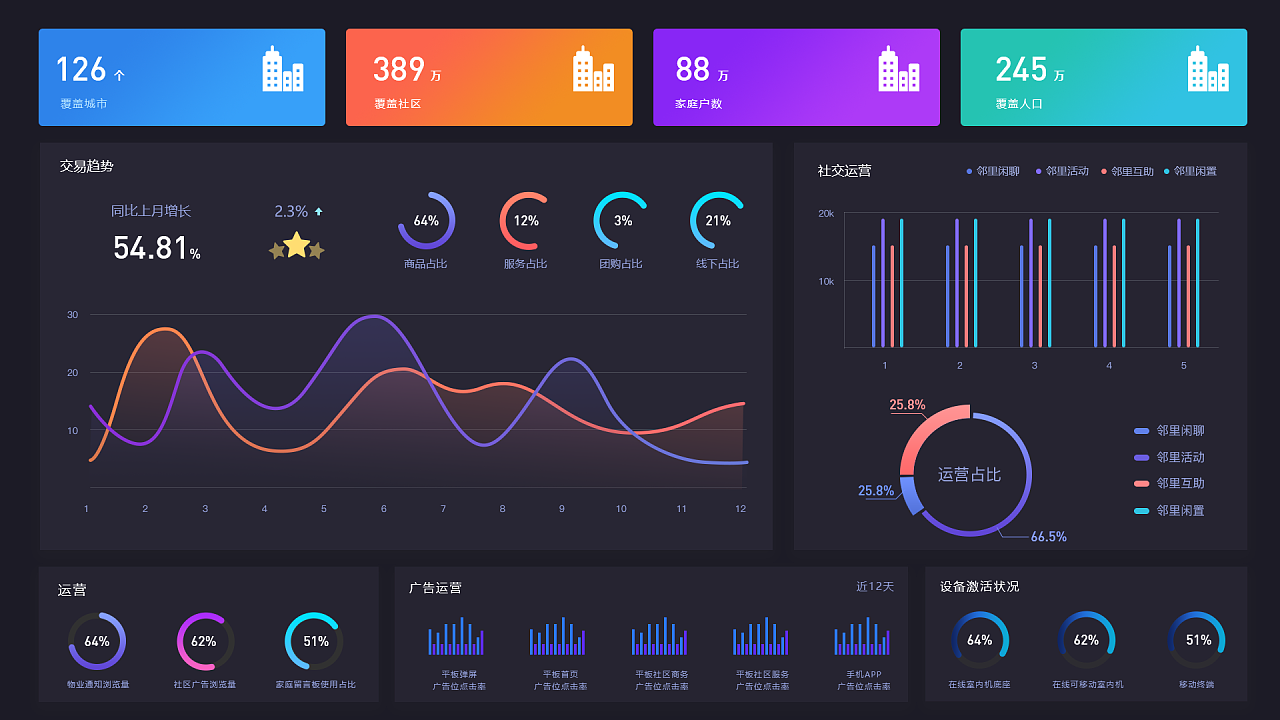 126 个
覆盖城市
389 万
覆盖社区
88 万
家庭户数
245 万
覆盖人口
交易趋势
同比上月增长
54.81%
2.3%
64%
商品占比
12%
服务占比
3%
团购占比
21%
线下占比
30
20
10
1 2 3 4 5 6 7 8 9 10 11 12
社交运营
邻里闲聊 邻里活动 邻里互助 邻里闲置
20k
10k
1 2 3 4 5
25.8%
25.8%
运营占比
66.5%
邻里闲聊
邻里活动
邻里互助
邻里闲置
运营
64%
物业通知浏览量
62%
社区广告浏览量
51%
家庭留言板使用占比
广告运营
近12天
平板弹屏
广告位点击率
平板首页
广告位点击率
平板社区商务
广告位点击率
平板社区服务
广告位点击率
手机APP
广告位点击率
设备激活状况
64%
在线室内机底座
62%
在线可移动室内机
51%
移动终端